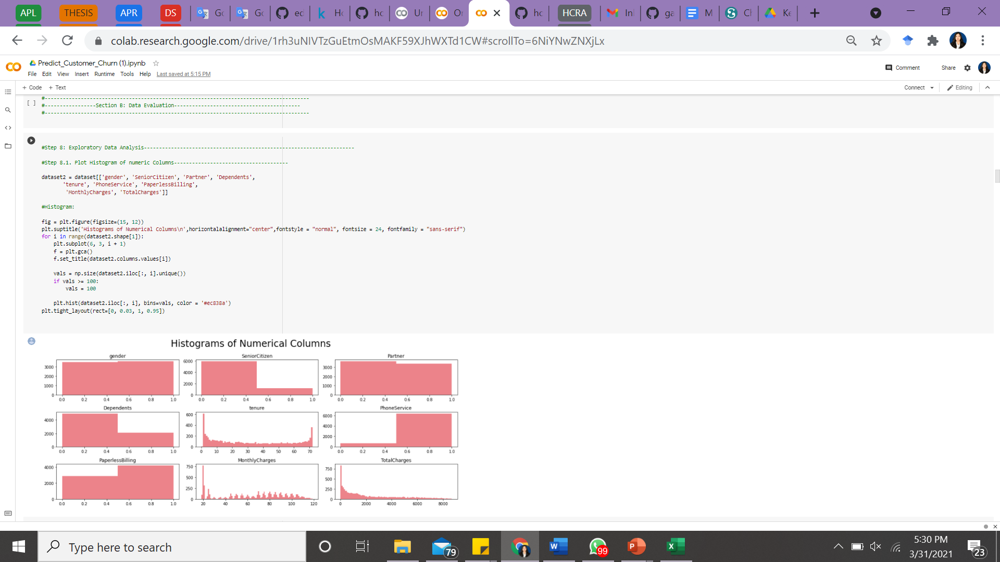 APL THESIS APR DS Go Go ed Ho hc Ur Or hc HCRA In ga M Ch Ke
colab.research.google.com/drive/1rh3uNIVTzGuEtmOsMAKF59XJhWXTd1CW#scrollTo=6NiYNwZNXjLx
Predict_Customer_Churn (1).ipynb
Comment Share
File Edit View Insert Runtime Tools Help Last saved at 5:15 PM
+ Code + Text Connect Editing
[ ] #----------------------------------------------------------------------------------------
#-----------------Section B: Data Evaluation------------------------------------------
#----------------------------------------------------------------------------------------
#Step 8: Exploratory Data Analysis----------------------------------------------------------------------
#Step 8.1. Plot Histogram of numeric Columns--------------------------------------
dataset2 = dataset[['gender', 'SeniorCitizen', 'Partner', 'Dependents',
'tenure', 'PhoneService', 'PaperlessBilling',
'MonthlyCharges', 'TotalCharges']]
#Histogram:
fig = plt.figure(figsize=(15, 12))
plt.suptitle('Histograms of Numerical Columns\n',horizontalalignment="center",fontstyle = "normal", fontsize = 24, fontfamily = "sans-serif")
for i in range(dataset2.shape[1]):
plt.subplot(6, 3, i + 1)
f = plt.gca()
f.set_title(dataset2.columns.values[i])
vals = np.size(dataset2.iloc[:, i].unique())
if vals >= 100:
vals = 100
plt.hist(dataset2.iloc[:, i], bins=vals, color = '#ec838a')
plt.tight_layout(rect=[0, 0.03, 1, 0.95])
Histograms of Numerical Columns
gender SeniorCitizen Partner
3000 6000 3000
2000 4000 2000
1000 2000 1000
0 0 0
0.0 0.2 0.4 0.6 0.8 1.0 0.0 0.2 0.4 0.6 0.8 1.0 0.0 0.2 0.4 0.6 0.8 1.0
Dependents tenure PhoneService
4000 600 6000
2000 400 4000
0 200 2000
0 0
0.0 0.2 0.4 0.6 0.8 1.0 0 10 20 30 40 50 60 70 0.0 0.2 0.4 0.6 0.8 1.0
PaperlessBilling MonthlyCharges TotalCharges
4000 750 750
2000 500 500
0 250 250
0 0
0.0 0.2 0.4 0.6 0.8 1.0 20 40 60 80 100 120 0 2000 4000 6000 8000
Type here to search
79 99
5:30 PM
3/31/2021
23